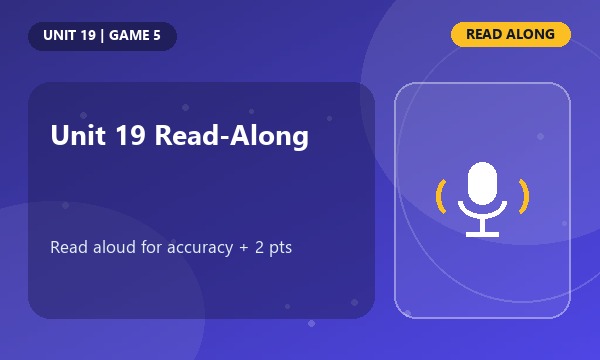 UNIT 19 | GAME 5
READ ALONG
Unit 19 Read-Along
Read aloud for accuracy + 2 pts